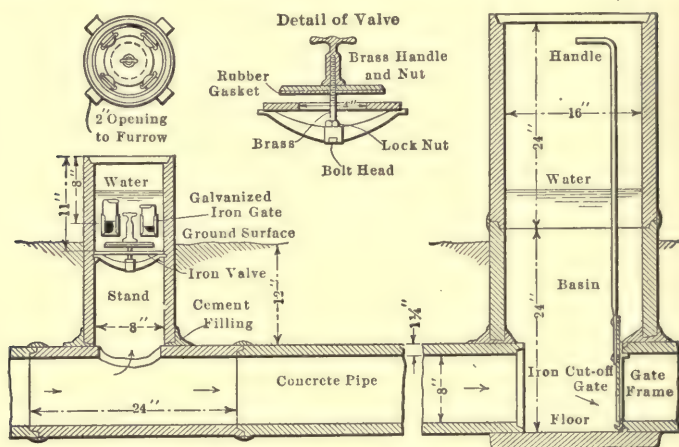 Detail of Valve
Brass Handle
and Nut
Rubber
Gasket
4"
Brass
Lock Nut
Bolt Head
2" Opening
to Furrow
Water
8"
11"
Galvanized
Iron Gate
Ground Surface
Iron Valve
Stand
8"
Cement
Filling
12"
1¼"
Concrete Pipe
24"
8"
Handle
16"
24"
Water
24"
Basin
Iron Cut-off
Gate
Gate
Frame
Floor